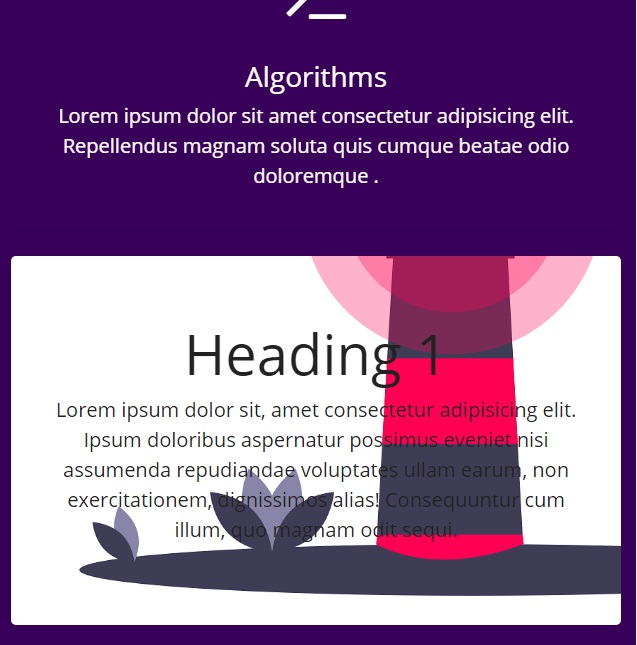 Algorithms
Lorem ipsum dolor sit amet consectetur adipisicing elit.
Repellendus magnam soluta quis cumque beatae odio
doloremque .
Heading 1
Lorem ipsum dolor sit, amet consectetur adipisicing elit.
Ipsum doloribus aspernatur possimus eveniet nisi
assumenda repudiandae voluptates ullam earum, non
exercitationem, dignissimos alias! Consequuntur cum
illum, quo magnam odit sequi.